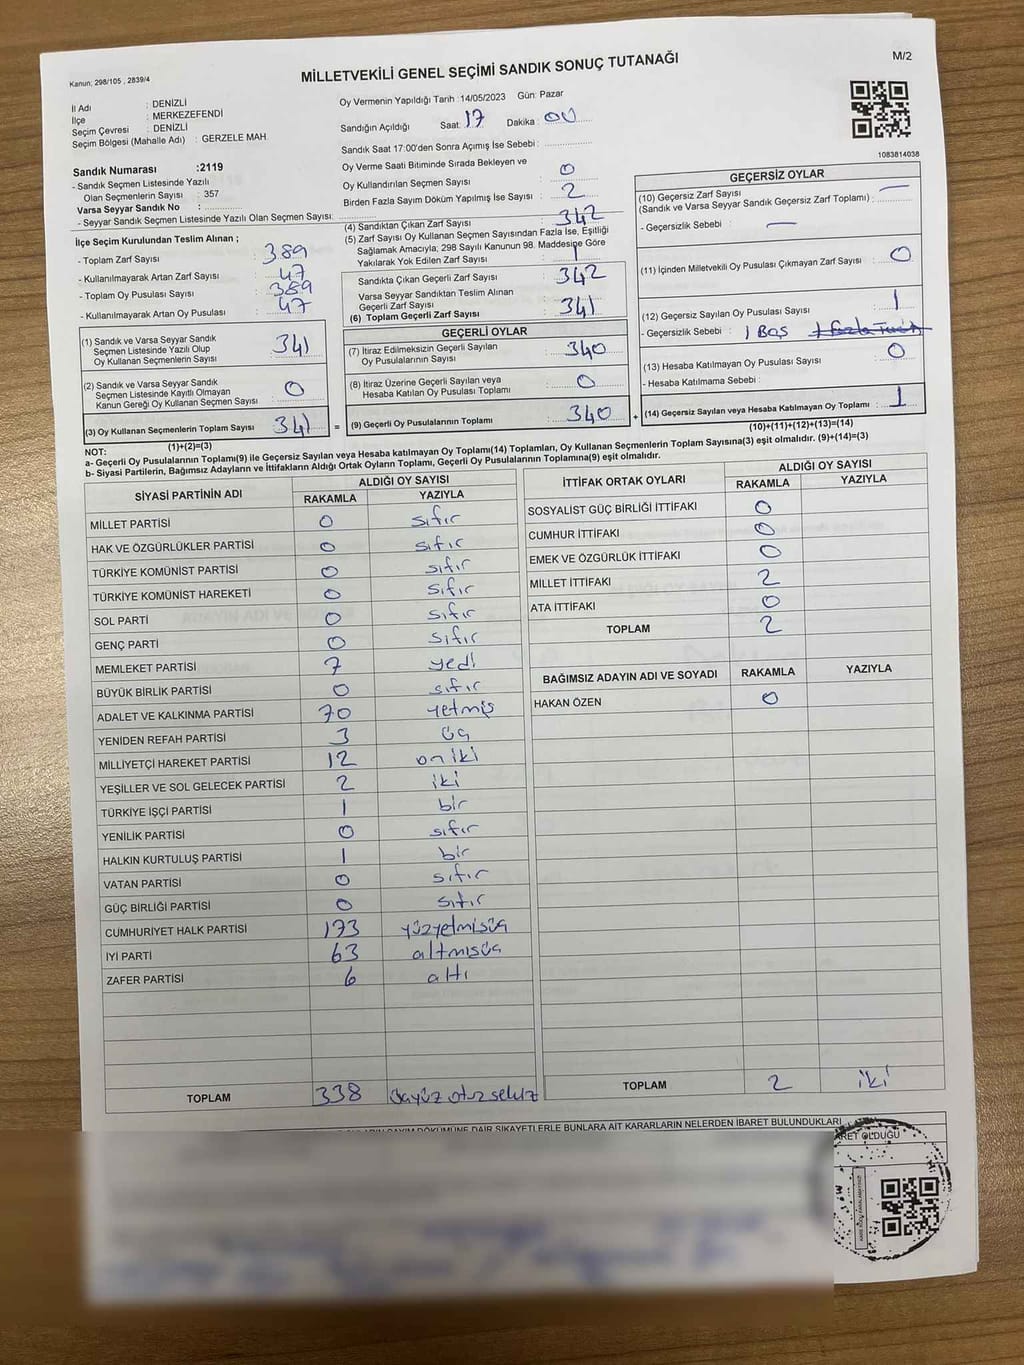 Kanun; 298/105 , 2839/4
MİLLETVEKİLİ GENEL SEÇİMİ SANDIK SONUÇ TUTANAĞI
M/2
İl Adı : DENİZLİ
İlçe : MERKEZEFENDİ
Seçim Çevresi : DENİZLİ
Seçim Bölgesi (Mahalle Adı) : GERZELE MAH.
Oy Vermenin Yapıldığı Tarih :14/05/2023 Gün: Pazar
Sandığın Açıldığı Saat: 17 Dakika : 00
Sandık Saat 17:00'den Sonra Açımış İse Sebebi :
Oy Verme Saati Bitiminde Sırada Bekleyen ve
Oy Kullandırılan Seçmen Sayısı : 0
Birden Fazla Sayım Döküm Yapılmış İse Sayısı : 2
1083814038
Sandık Numarası :2119
- Sandık Seçmen Listesinde Yazılı
Olan Seçmenlerin Sayısı : 357
Varsa Seyyar Sandık No :
- Seyyar Sandık Seçmen Listesinde Yazılı Olan Seçmen Sayısı:
İlçe Seçim Kurulundan Teslim Alınan ;
- Toplam Zarf Sayısı : 389
- Kullanılmayarak Artan Zarf Sayısı : 47
- Toplam Oy Pusulası Sayısı : 389
- Kullanılmayarak Artan Oy Pusulası : 47
(1) Sandık ve Varsa Seyyar Sandık
Seçmen Listesinde Yazılı Olup
Oy Kullanan Seçmenlerin Sayısı : 341
(2) Sandık ve Varsa Seyyar Sandık
Seçmen Listesinde Kayıtlı Olmayan
Kanun Gereği Oy Kullanan Seçmen Sayısı : 0
(3) Oy Kullanan Seçmenlerin Toplam Sayısı : 341 =
(1)+(2)=(3)
(4) Sandıktan Çıkan Zarf Sayısı : 342
(5) Zarf Sayısı Oy Kullanan Seçmen Sayısından Fazla İse, Eşitliği
Sağlamak Amacıyla; 298 Sayılı Kanunun 98. Maddesine Göre
Yakılarak Yok Edilen Zarf Sayısı : 1
Sandıkta Çıkan Geçerli Zarf Sayısı : 342
Varsa Seyyar Sandıktan Teslim Alınan
Geçerli Zarf Sayısı :
(6) Toplam Geçerli Zarf Sayısı : 341
GEÇERLİ OYLAR
(7) İtiraz Edilmeksizin Geçerli Sayılan
Oy Pusulalarının Sayısı : 340
(8) İtiraz Üzerine Geçerli Sayılan veya
Hesaba Katılan Oy Pusulası Toplamı : 0
(9) Geçerli Oy Pusulalarının Toplamı : 340 +
GEÇERSİZ OYLAR
(10) Geçersiz Zarf Sayısı
(Sandık ve Varsa Seyyar Sandık Geçersiz Zarf Toplamı) : —
- Geçersizlik Sebebi : —
(11) İçinden Milletvekili Oy Pusulası Çıkmayan Zarf Sayısı : 0
(12) Geçersiz Sayılan Oy Pusulası Sayısı : 1
- Geçersizlik Sebebi : 1 Boş
(13) Hesaba Katılmayan Oy Pusulası Sayısı : 0
- Hesaba Katılmama Sebebi :
(14) Geçersiz Sayılan veya Hesaba Katılmayan Oy Toplamı : 1
(10)+(11)+(12)+(13)=(14)
NOT:
a- Geçerli Oy Pusulalarının Toplamı(9) ile Geçersiz Sayılan veya Hesaba katılmayan Oy Toplamı(14) Toplamları, Oy Kullanan Seçmenlerin Toplam Sayısına(3) eşit olmalıdır. (9)+(14)=(3)
b- Siyasi Partilerin, Bağımsız Adayların ve İttifakların Aldığı Ortak Oyların Toplamı, Geçerli Oy Pusulalarının Toplamına(9) eşit olmalıdır.
SİYASİ PARTİNİN ADI
ALDIĞI OY SAYISI
RAKAMLA YAZIYLA
MİLLET PARTİSİ 0 sıfır
HAK VE ÖZGÜRLÜKLER PARTİSİ 0 sıfır
TÜRKİYE KOMÜNİST PARTİSİ 0 sıfır
TÜRKİYE KOMÜNİST HAREKETİ 0 sıfır
SOL PARTİ 0 sıfır
GENÇ PARTİ 0 sıfır
MEMLEKET PARTİSİ 7 yedi
BÜYÜK BİRLİK PARTİSİ 0 sıfır
ADALET VE KALKINMA PARTİSİ 70 yetmiş
YENİDEN REFAH PARTİSİ 3 üç
MİLLİYETÇİ HAREKET PARTİSİ 12 on iki
YEŞİLLER VE SOL GELECEK PARTİSİ 2 iki
TÜRKİYE İŞÇİ PARTİSİ 1 bir
YENİLİK PARTİSİ 0 sıfır
HALKIN KURTULUŞ PARTİSİ 1 bir
VATAN PARTİSİ 0 sıfır
GÜÇ BİRLİĞİ PARTİSİ 0 sıfır
CUMHURİYET HALK PARTİSİ 173 yüzyetmişüç
İYİ PARTİ 63 altmışüç
ZAFER PARTİSİ 6 altı
TOPLAM 338 üçyüz otuz sekiz
İTTİFAK ORTAK OYLARI
ALDIĞI OY SAYISI
RAKAMLA YAZIYLA
SOSYALİST GÜÇ BİRLİĞİ İTTİFAKI 0
CUMHUR İTTİFAKI 0
EMEK VE ÖZGÜRLÜK İTTİFAKI 0
MİLLET İTTİFAKI 2
ATA İTTİFAKI 0
TOPLAM 2
BAĞIMSIZ ADAYIN ADI VE SOYADI RAKAMLA YAZIYLA
HAKAN ÖZEN 0
TOPLAM 2 iki
SAYIM DÖKÜMÜNE DAİR ŞİKAYETLERLE BUNLARA AİT KARARLARIN NELERDEN İBARET BULUNDUKLARI
OLDUĞU